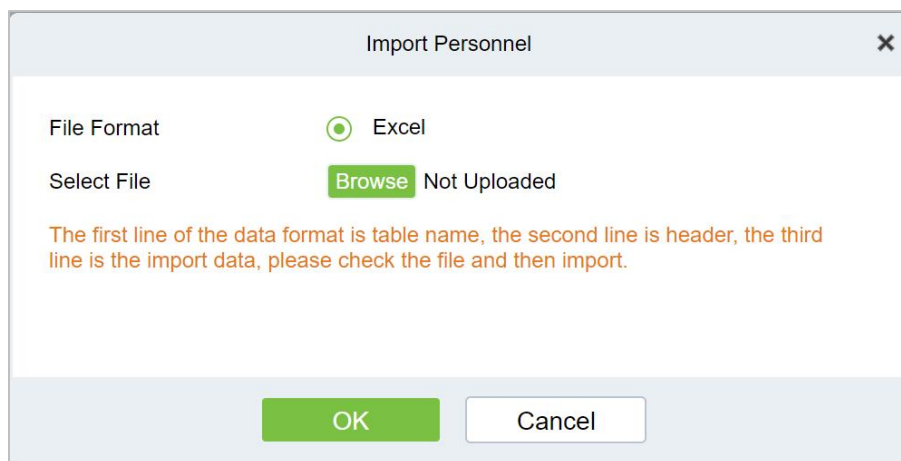 Import Personnel
File Format Excel
Select File Browse Not Uploaded
The first line of the data format is table name, the second line is header, the third
line is the import data, please check the file and then import.
OK Cancel